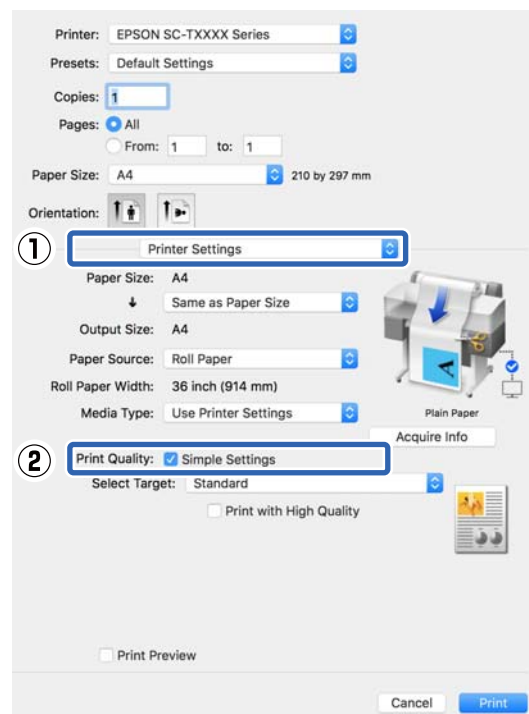 Printer: EPSON SC-TXXXX Series
Presets: Default Settings
Copies: 1
Pages: All
From: 1 to: 1
Paper Size: A4 210 by 297 mm
Orientation:
1 Printer Settings
Paper Size: A4
Same as Paper Size
Output Size: A4
Paper Source: Roll Paper
Roll Paper Width: 36 inch (914 mm)
Media Type: Use Printer Settings
Plain Paper
Acquire Info
2 Print Quality: Simple Settings
Select Target: Standard
Print with High Quality
Print Preview
Cancel Print